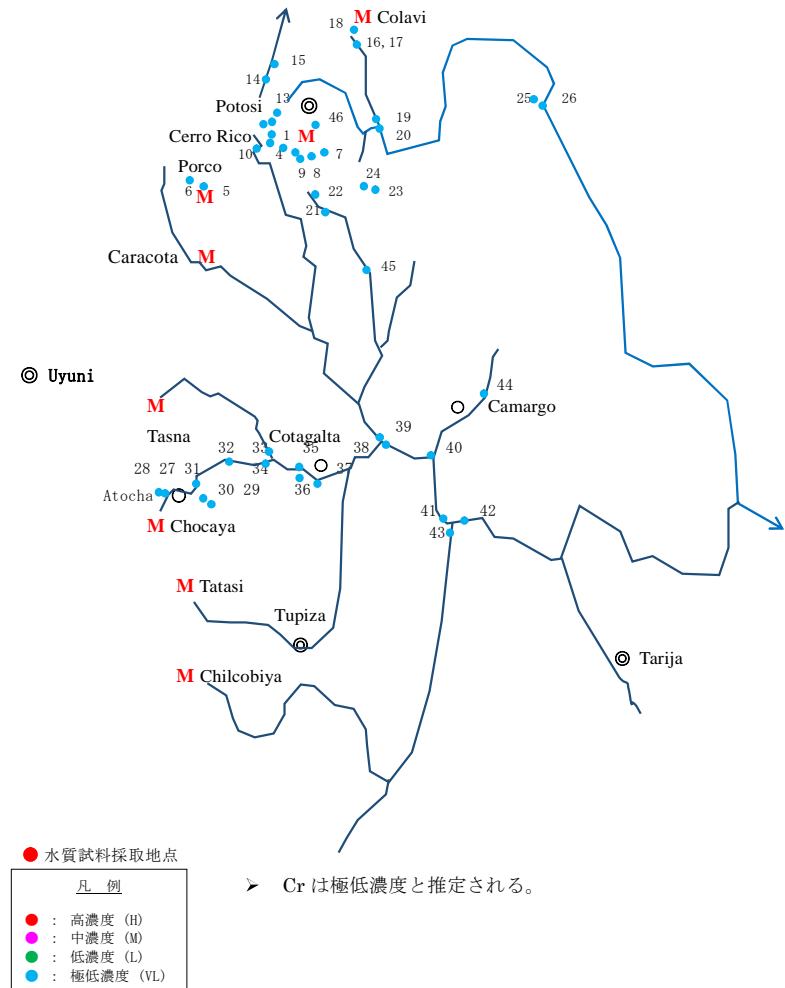 18 M Colavi
16,17
15
14
Potosi 13
46
25 26
19
Cerro Rico 1 M 20
10 4 9 8 7
Porco
24
6 M 5 22 23
21
Caracota M
45
◎ Uyuni
44
M Camargo
Tasna Cotagalta 39
32 33 35 38 40
28 27 31 34 37
Atocha 30 29 36
M Chocaya 41 42
43
M Tatasi
Tupiza
Tarija
M Chilcobiya
● 水質試料採取地点
凡 例
➢ Crは極低濃度と推定される。
● : 高濃度 (H)
● : 中濃度 (M)
● : 低濃度 (L)
● : 極低濃度 (VL)